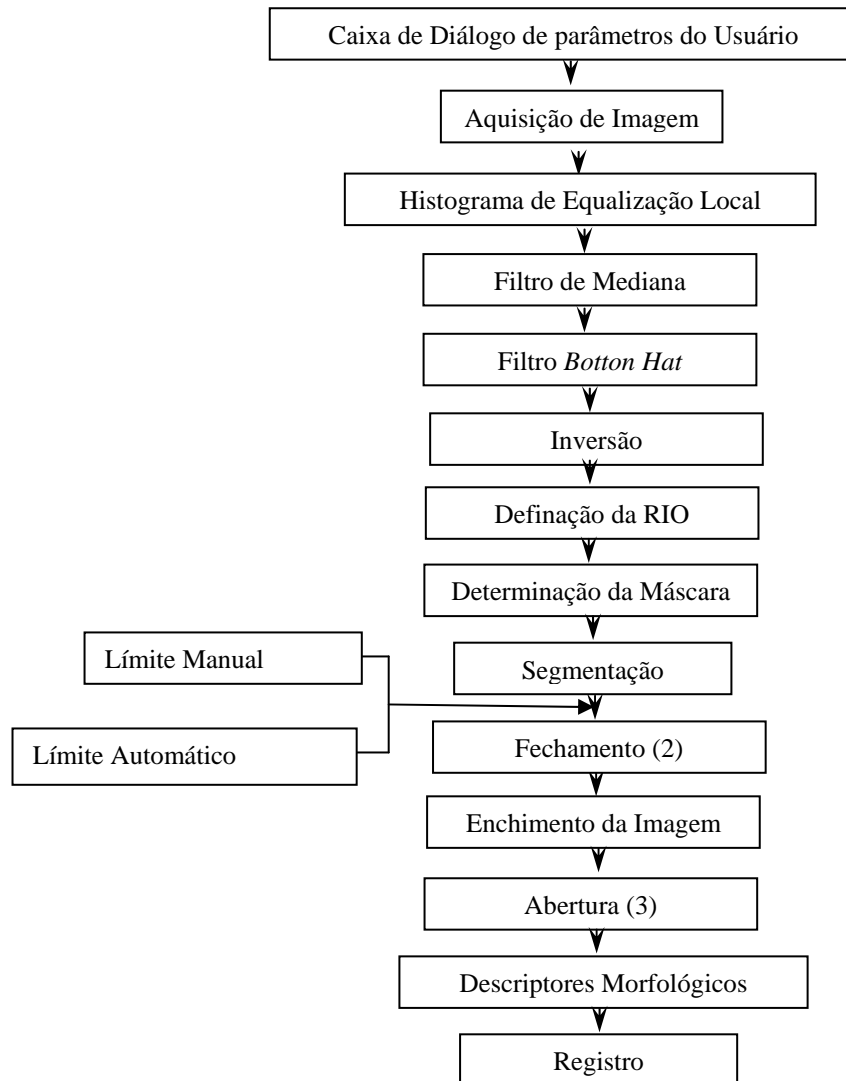 Caixa de Diálogo de parâmetros do Usuário
Aquisição de Imagem
Histograma de Equalização Local
Filtro de Mediana
Filtro Botton Hat
Inversão
Definação da RIO
Determinação da Máscara
Límite Manual
Segmentação
Límite Automático
Fechamento (2)
Enchimento da Imagem
Abertura (3)
Descriptores Morfológicos
Registro